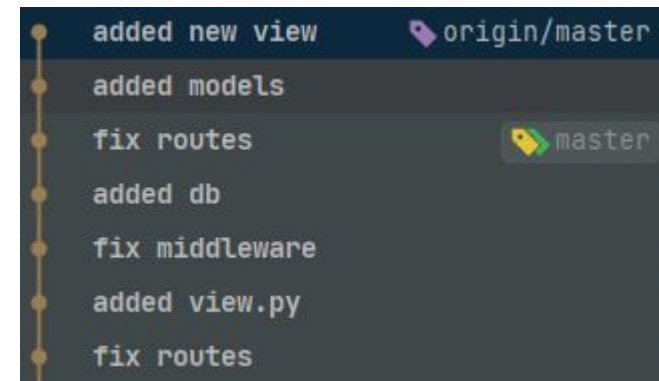 added new view origin/master
added models
fix routes master
added db
fix middleware
added view.py
fix routes